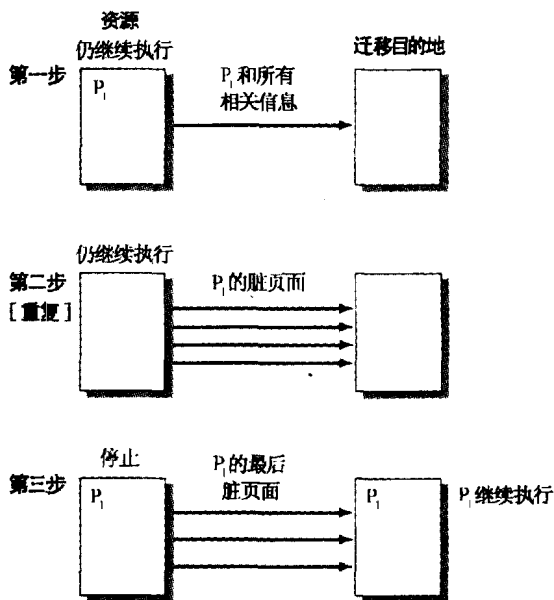 资源
仍继续执行
迁移目的地
第一步
P₁
P₁和所有
相关信息
仍继续执行
第二步
[重复]
P₁的脏页面
停止
P₁的最后
脏页面
第三步
P₁
P₁
P₁继续执行